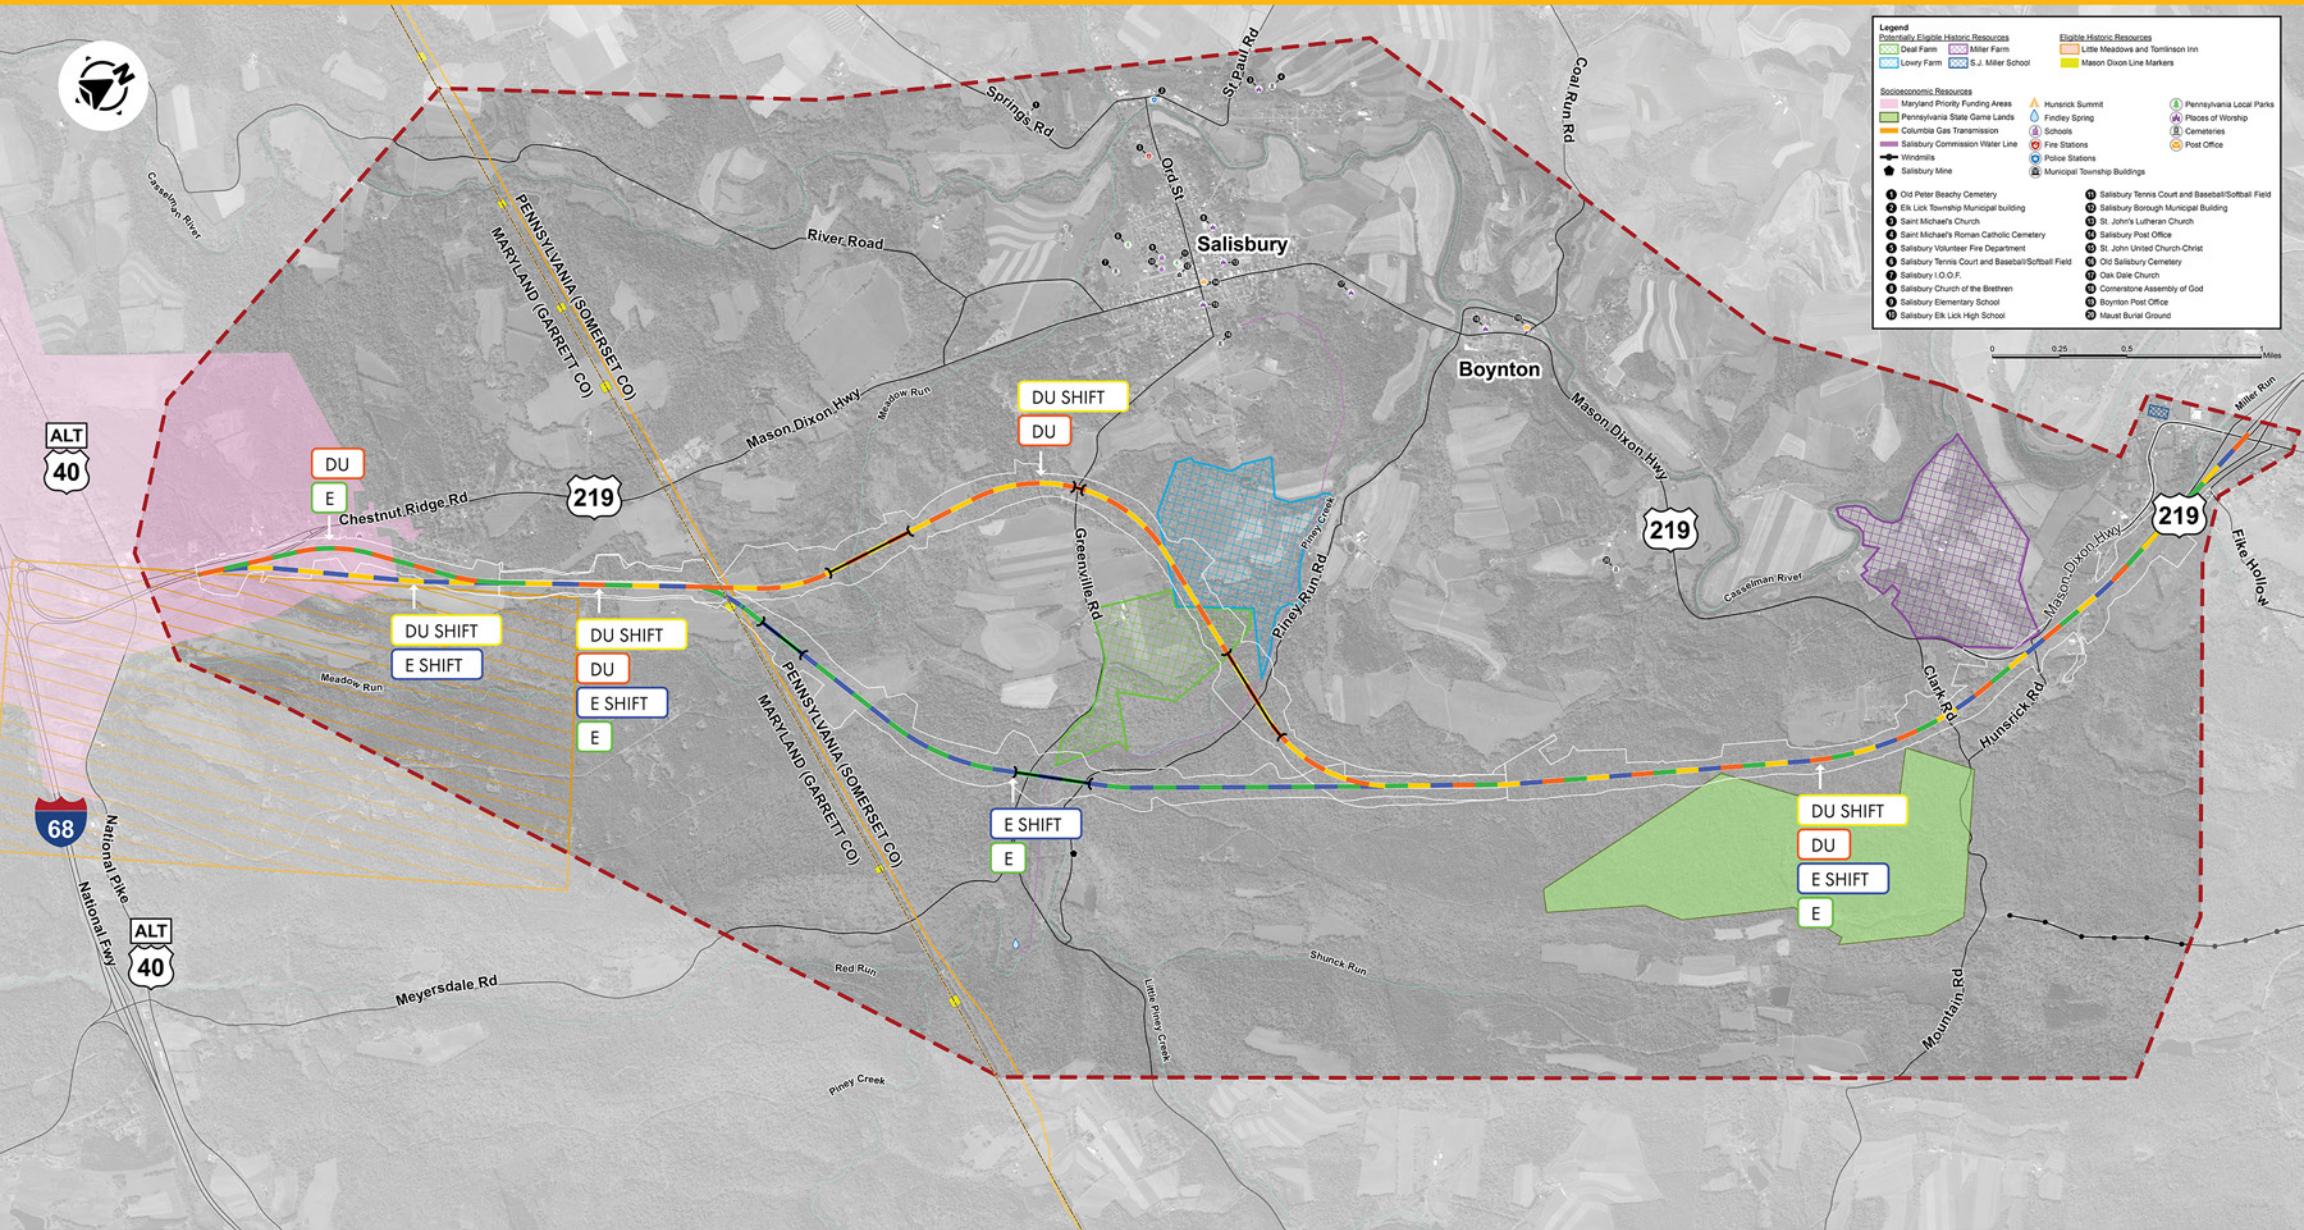 Legend
Potentially Eligible Historic Resources
Deal Farm
Miller Farm
Lowry Farm
S.J. Miller School
Eligible Historic Resources
Little Meadows and Tomlinson Inn
Mason Dixon Line Markers
Socioeconomic Resources
Maryland Priority Funding Areas
Pennsylvania State Game Lands
Columbia Gas Transmission
Salisbury Commission Water Line
Windmills
Salisbury Mine
Hunsrick Summit
Findley Spring
Schools
Fire Stations
Police Stations
Municipal Township Buildings
Pennsylvania Local Parks
Places of Worship
Cemeteries
Post Office
1 Old Peter Beachy Cemetery
2 Elk Lick Township Municipal building
3 Saint Michael's Church
4 Saint Michael's Roman Catholic Cemetery
5 Salisbury Volunteer Fire Department
6 Salisbury Tennis Court and Baseball/Softball Field
7 Salisbury I.O.O.F.
8 Salisbury Church of the Brethren
9 Salisbury Elementary School
10 Salisbury Elk Lick High School
11 Salisbury Tennis Court and Baseball/Softball Field
12 Salisbury Borough Municipal Building
13 St. John's Lutheran Church
14 Salisbury Post Office
15 St. John United Church-Christ
16 Old Salisbury Cemetery
17 Oak Dale Church
18 Cornerstone Assembly of God
19 Boynton Post Office
20 Maust Burial Ground
0 0.25 0.5 1
Miles
N
Springs Rd
St Paul Rd
Coal Run Rd
Ord St
Casselman River
River Road
Salisbury
PENNSYLVANIA (SOMERSET CO)
MARYLAND (GARRETT CO)
Boynton
Mason Dixon Hwy
Meadow Run
Mason Dixon Hwy
Miller Run
DU SHIFT
DU
ALT
40
DU
E
Chestnut Ridge Rd
219
219
219
Greenville Rd
Piney Creek
Piney Run Rd
Casselman River
Mason Dixon Hwy
Fike Hollow
DU SHIFT
E SHIFT
DU SHIFT
DU
E SHIFT
E
Meadow Run
PENNSYLVANIA (SOMERSET CO)
MARYLAND (GARRETT CO)
Clark Rd
Hunsrick Rd
68
National Pike
National Fwy
E SHIFT
E
DU SHIFT
DU
E SHIFT
E
ALT
40
Meyersdale Rd
Red Run
Shunck Run
Little Piney Creek
Mountain Rd
Piney Creek